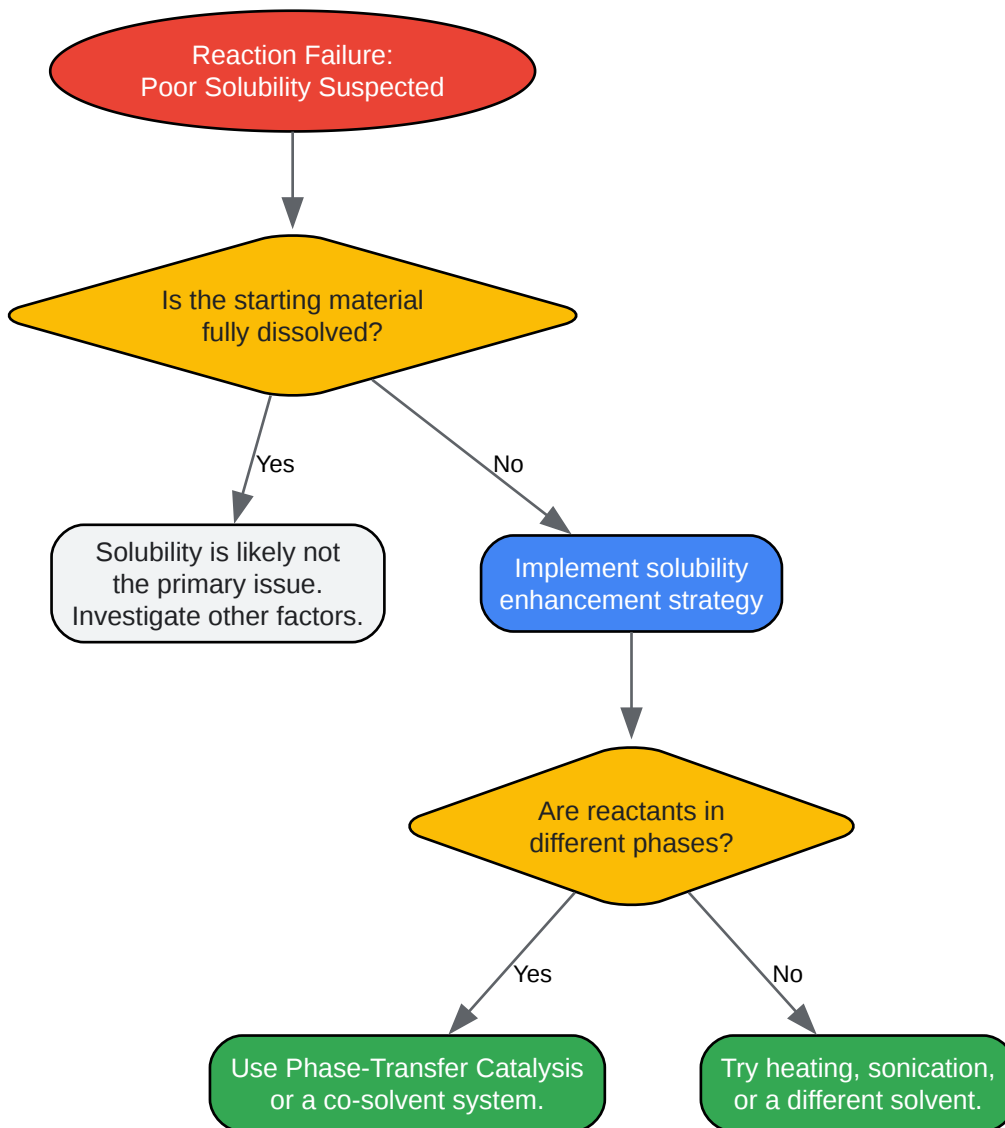 Reaction Failure:
Poor Solubility Suspected
Is the starting material
fully dissolved?
Yes
No
Solubility is likely not
the primary issue.
Investigate other factors.
Implement solubility
enhancement strategy
Are reactants in
different phases?
Yes
No
Use Phase-Transfer Catalysis
or a co-solvent system.
Try heating, sonication,
or a different solvent.